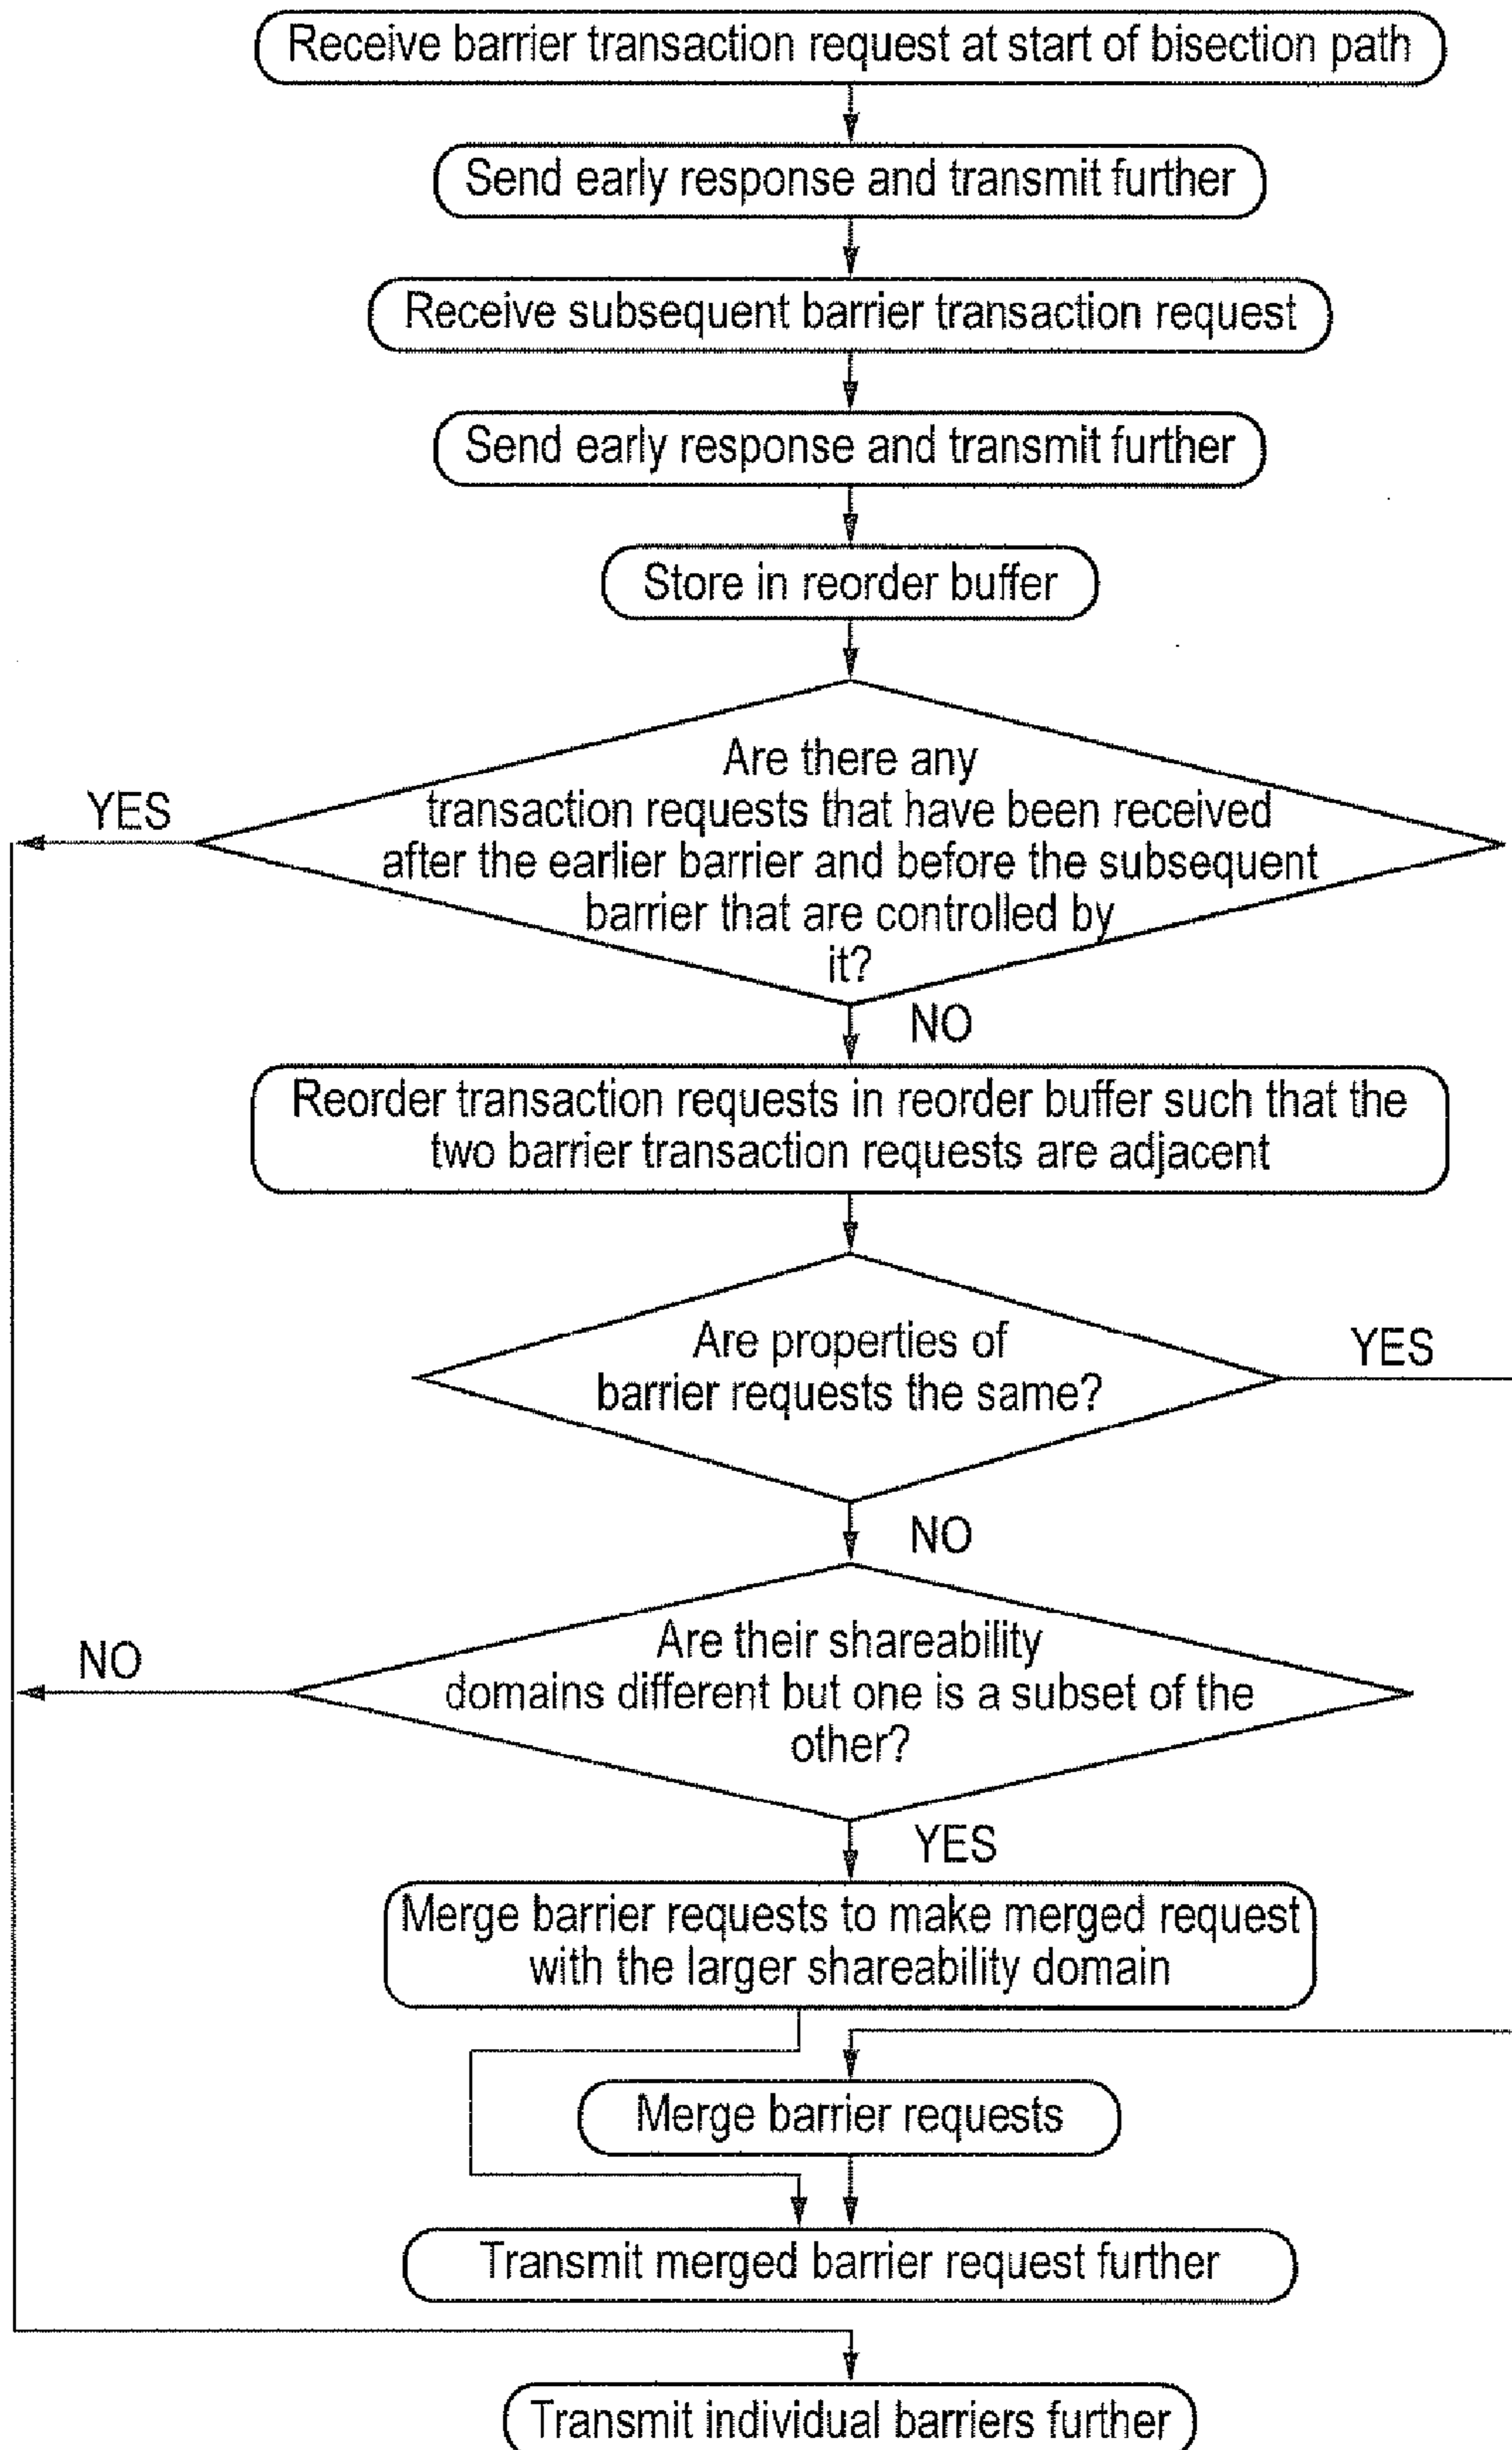 Receive barrier transaction request at start of bisection path
Send early response and transmit further
Receive subsequent barrier transaction request
Send early response and transmit further
Store in reorder buffer
Are there any
transaction requests that have been received
after the earlier barrier and before the subsequent
barrier that are controlled by
it?
YES
NO
Reorder transaction requests in reorder buffer such that the
two barrier transaction requests are adjacent
Are properties of
barrier requests the same?
YES
NO
Are their shareability
domains different but one is a subset of the
other?
NO
YES
Merge barrier requests to make merged request
with the larger shareability domain
Merge barrier requests
Transmit merged barrier request further
Transmit individual barriers further